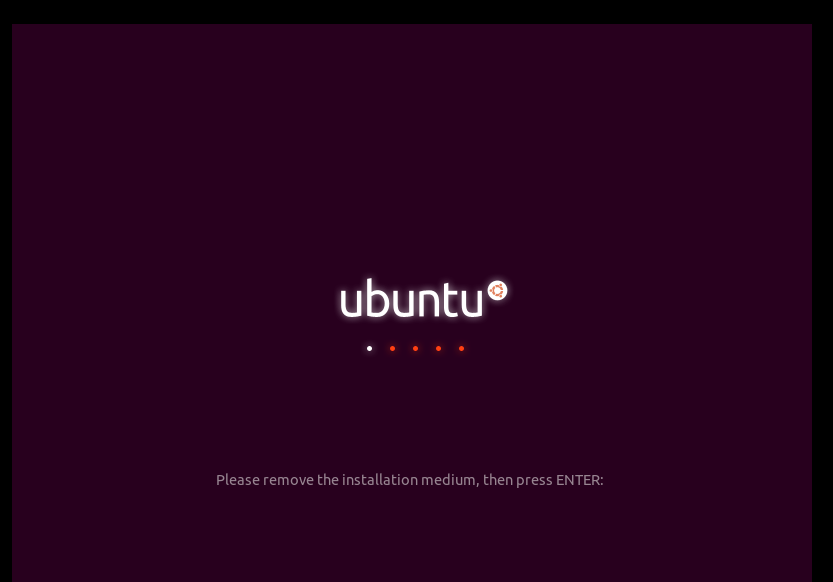 ubuntu
Please remove the installation medium, then press ENTER: